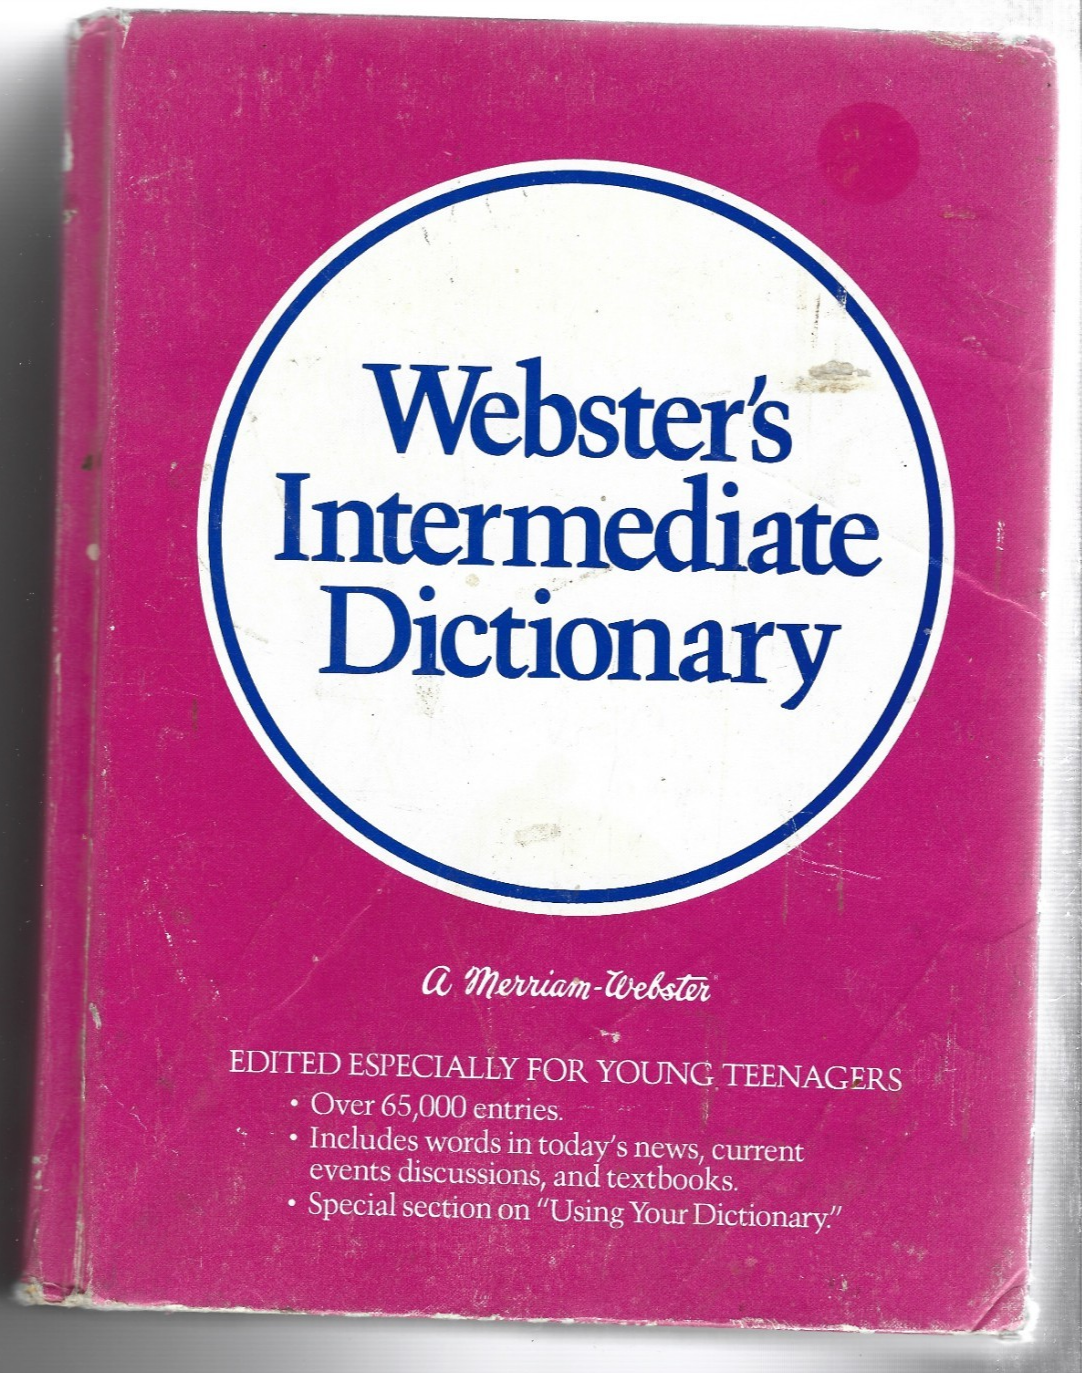 Webster's
Intermediate
Dictionary
A Merriam-Webster
EDITED ESPECIALLY FOR YOUNG TEENAGERS
• Over 65,000 entries.
• Includes words in today's news, current
events discussions, and textbooks.
• Special section on "Using Your Dictionary."